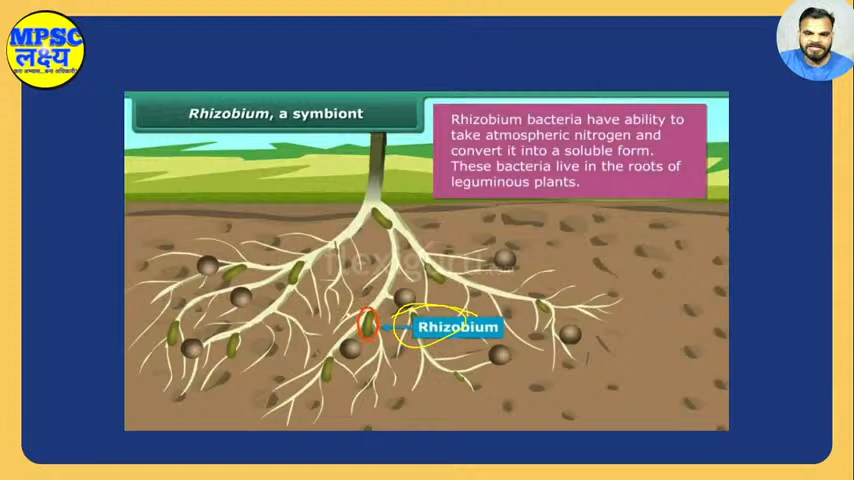 MPSC
लक्ष्य
Rhizobium, a symbiont
Rhizobium bacteria have ability to
take atmospheric nitrogen and
convert it into a soluble form.
These bacteria live in the roots of
leguminous plants.
Rhizobium